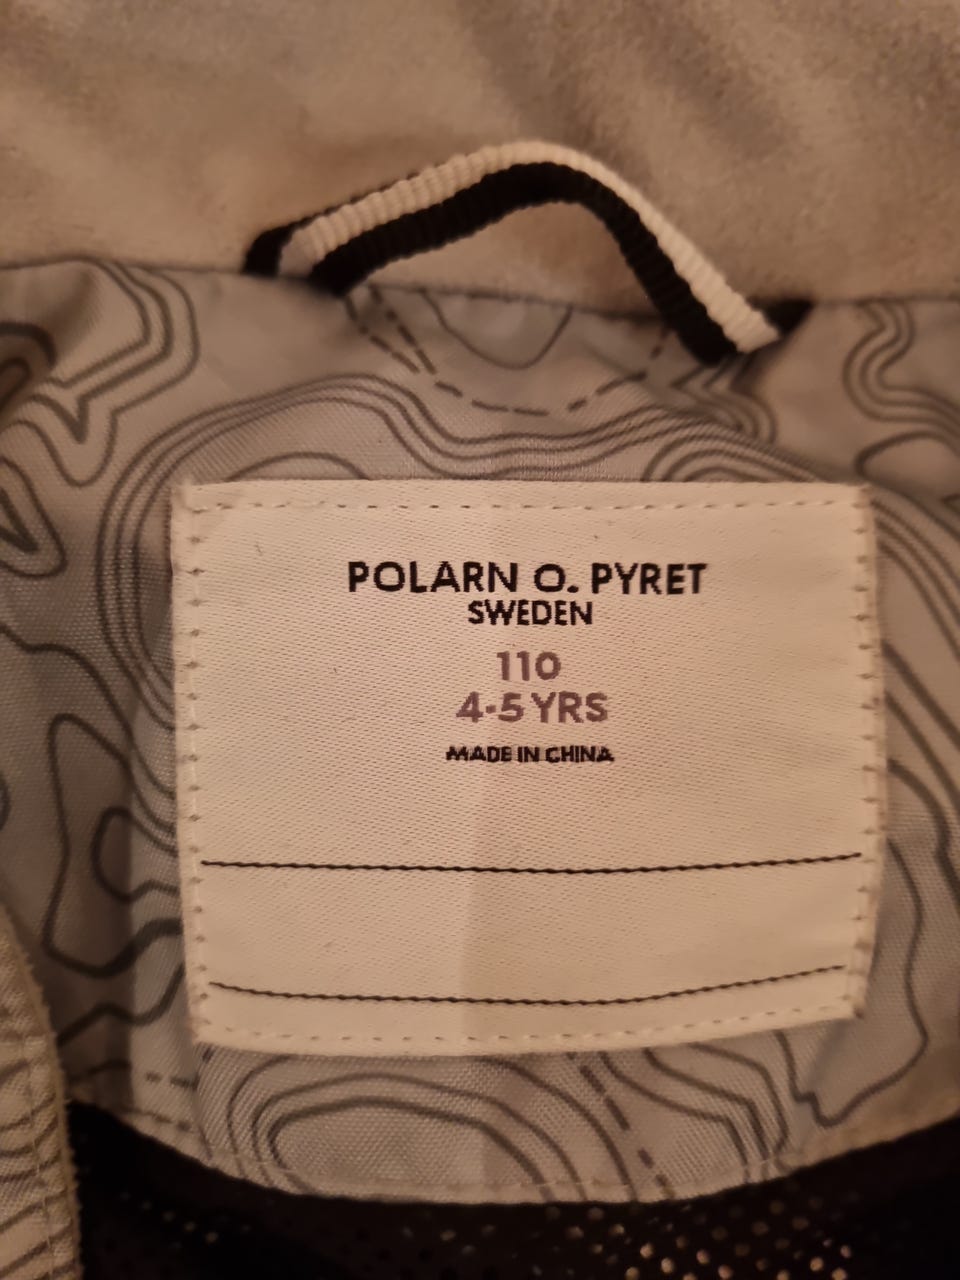 POLARN O. PYRET
SWEDEN
110
4-5 YRS
MADE IN CHINA